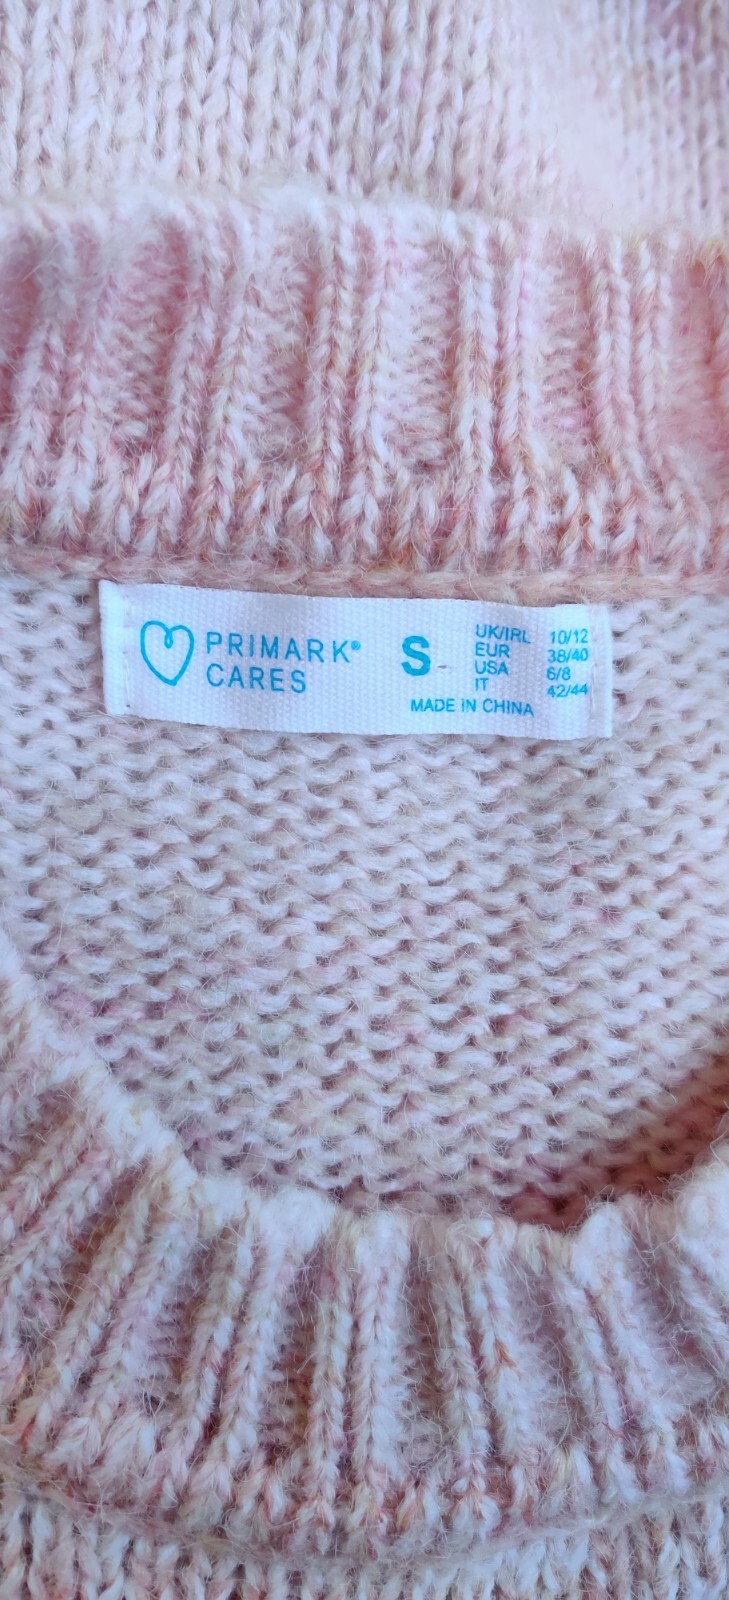 PRIMARK®
CARES
S
UK/IRL 10/12
EUR 38/40
USA 6/8
IT 42/44
MADE IN CHINA